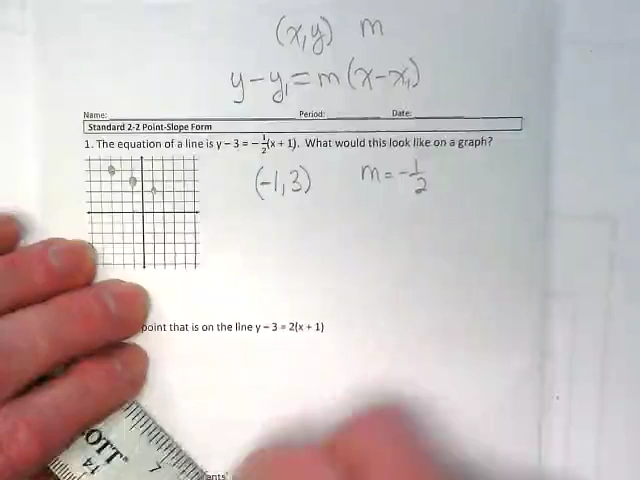 (x,y) m
y-y₁=m(x-x₁)
Name: Period: Date:
Standard 2-2 Point-Slope Form
1. The equation of a line is y – 3 = –1/2(x + 1). What would this look like on a graph?
(-1,3) m=-1/2
point that is on the line y – 3 = 2(x + 1)
7
14